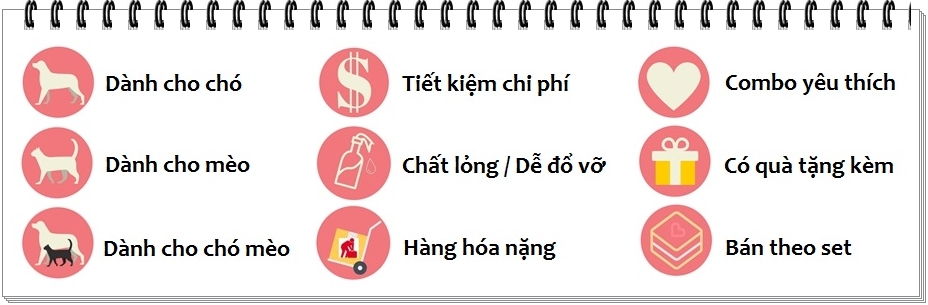 Dành cho chó
Tiết kiệm chi phí
Combo yêu thích
Dành cho mèo
Chất lỏng / Dễ đổ vỡ
Có quà tặng kèm
Dành cho chó mèo
Hàng hóa nặng
Bán theo set